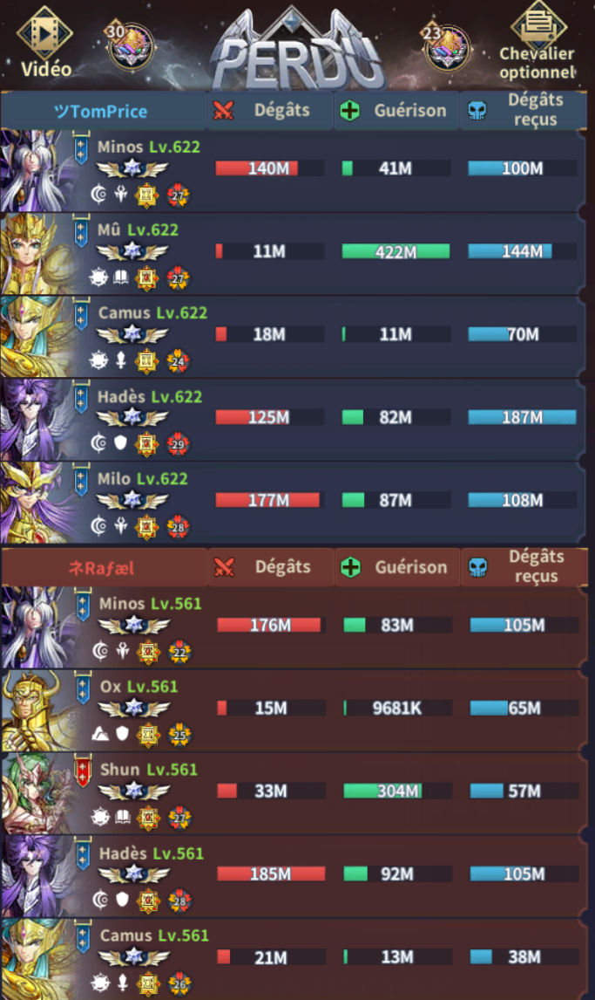 30
PERDU
23
Vidéo
Chevalier
optionnel
ツTomPrice
Dégâts
Guérison
Dégâts
reçus
Minos Lv.622
140M
41M
100M
27
Mû Lv.622
11M
422M
144M
27
Camus Lv.622
18M
11M
70M
24
Hadès Lv.622
125M
82M
187M
29
Milo Lv.622
177M
87M
108M
28
ネRafæl
Dégâts
Guérison
Dégâts
reçus
Minos Lv.561
176M
83M
105M
22
Ox Lv.561
15M
9681K
65M
25
Shun Lv.561
33M
304M
57M
27
Hadès Lv.561
185M
92M
105M
28
Camus Lv.561
21M
13M
38M
26